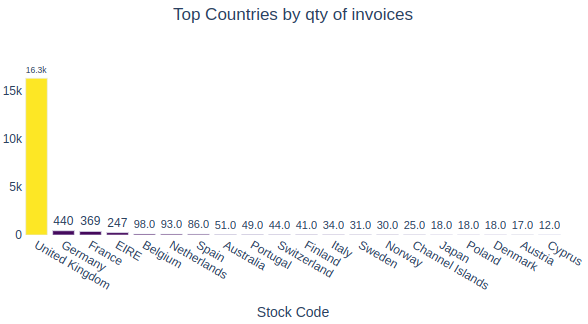 Top Countries by qty of invoices
16.3k
15k
10k
5k
0
440 369 247 98.0 93.0 86.0 51.0 49.0 44.0 41.0 34.0 31.0 30.0 25.0 18.0 18.0 18.0 17.0 12.0
United Kingdom
Germany
France
EIRE
Belgium
Netherlands
Spain
Australia
Portugal
Switzerland
Finland
Italy
Sweden
Norway
Channel Islands
Japan
Poland
Denmark
Austria
Cyprus
Stock Code